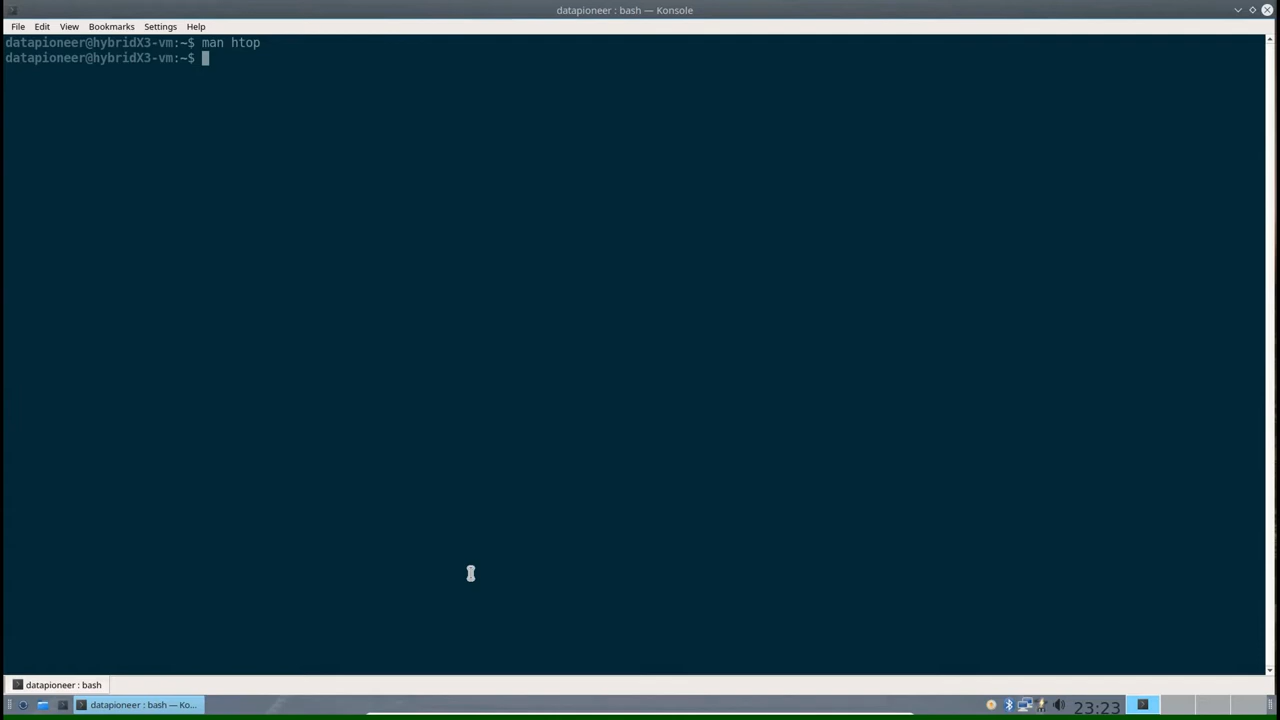 datapioneer : bash — Konsole
File Edit View Bookmarks Settings Help
datapioneer@hybridX3-vm:~$ man htop
datapioneer@hybridX3-vm:~$
datapioneer : bash
datapioneer : bash — Ko...
23:23